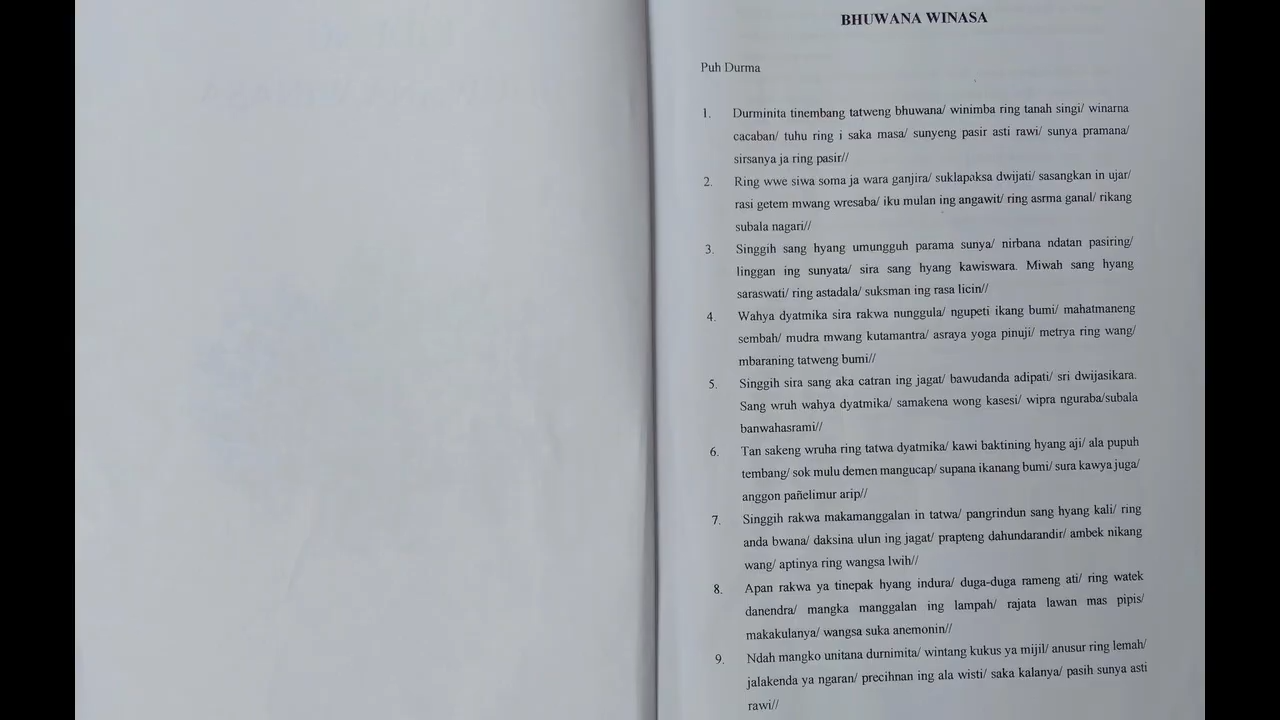 BHUWANA WINASA
Puh Durma
1. Durminita tinembang tatweng bhuwana/ winimba ring tanah singi/ winarna
cacaban/ tuhu ring i saka masa/ sunyeng pasir asti rawi/ sunya pramana/
sirsanya ja ring pasir//
2. Ring wwe siwa soma ja wara ganjira/ suklapaksa dwijati/ sasangkan in ujar/
rasi getem mwang wresaba/ iku mulan ing angawit/ ring asrma ganal/ rikang
subala nagari//
3. Singgih sang hyang umungguh parama sunya/ nirbana ndatan pasiring/
linggan ing sunyata/ sira sang hyang kawiswara. Miwah sang hyang
saraswati/ ring astadala/ suksman ing rasa licin//
4. Wahya dyatmika sira rakwa nunggula/ ngupeti ikang bumi/ mahatmaneng
sembah/ mudra mwang kutamantra/ asraya yoga pinuji/ metrya ring wang/
mbaraning tatweng bumi//
5. Singgih sira sang aka catran ing jagat/ bawudanda adipati/ sri dwijasikara.
Sang wruh wahya dyatmika/ samakena wong kasesi/ wipra nguraba/subala
banwahasrami//
6. Tan sakeng wruha ring tatwa dyatmika/ kawi baktining hyang aji/ ala pupuh
tembang/ sok mulu demen mangucap/ supana ikanang bumi/ sura kawya juga/
anggon pañelimur arip//
7. Singgih rakwa makamanggalan in tatwa/ pangrindun sang hyang kali/ ring
anda bwana/ daksina ulun ing jagat/ prapteng dahundarandir/ ambek nikang
wang/ aptinya ring wangsa lwih//
8. Apan rakwa ya tinepak hyang indura/ duga-duga rameng ati/ ring watek
danendra/ mangka manggalan ing lampah/ rajata lawan mas pipis/
makakulanya/ wangsa suka anemonin//
9. Ndah mangko unitana durnimita/ wintang kukus ya mijil/ anusur ring lemah/
jalakenda ya ngaran/ precihnan ing ala wisti/ saka kalanya/ pasih sunya asti
rawi//